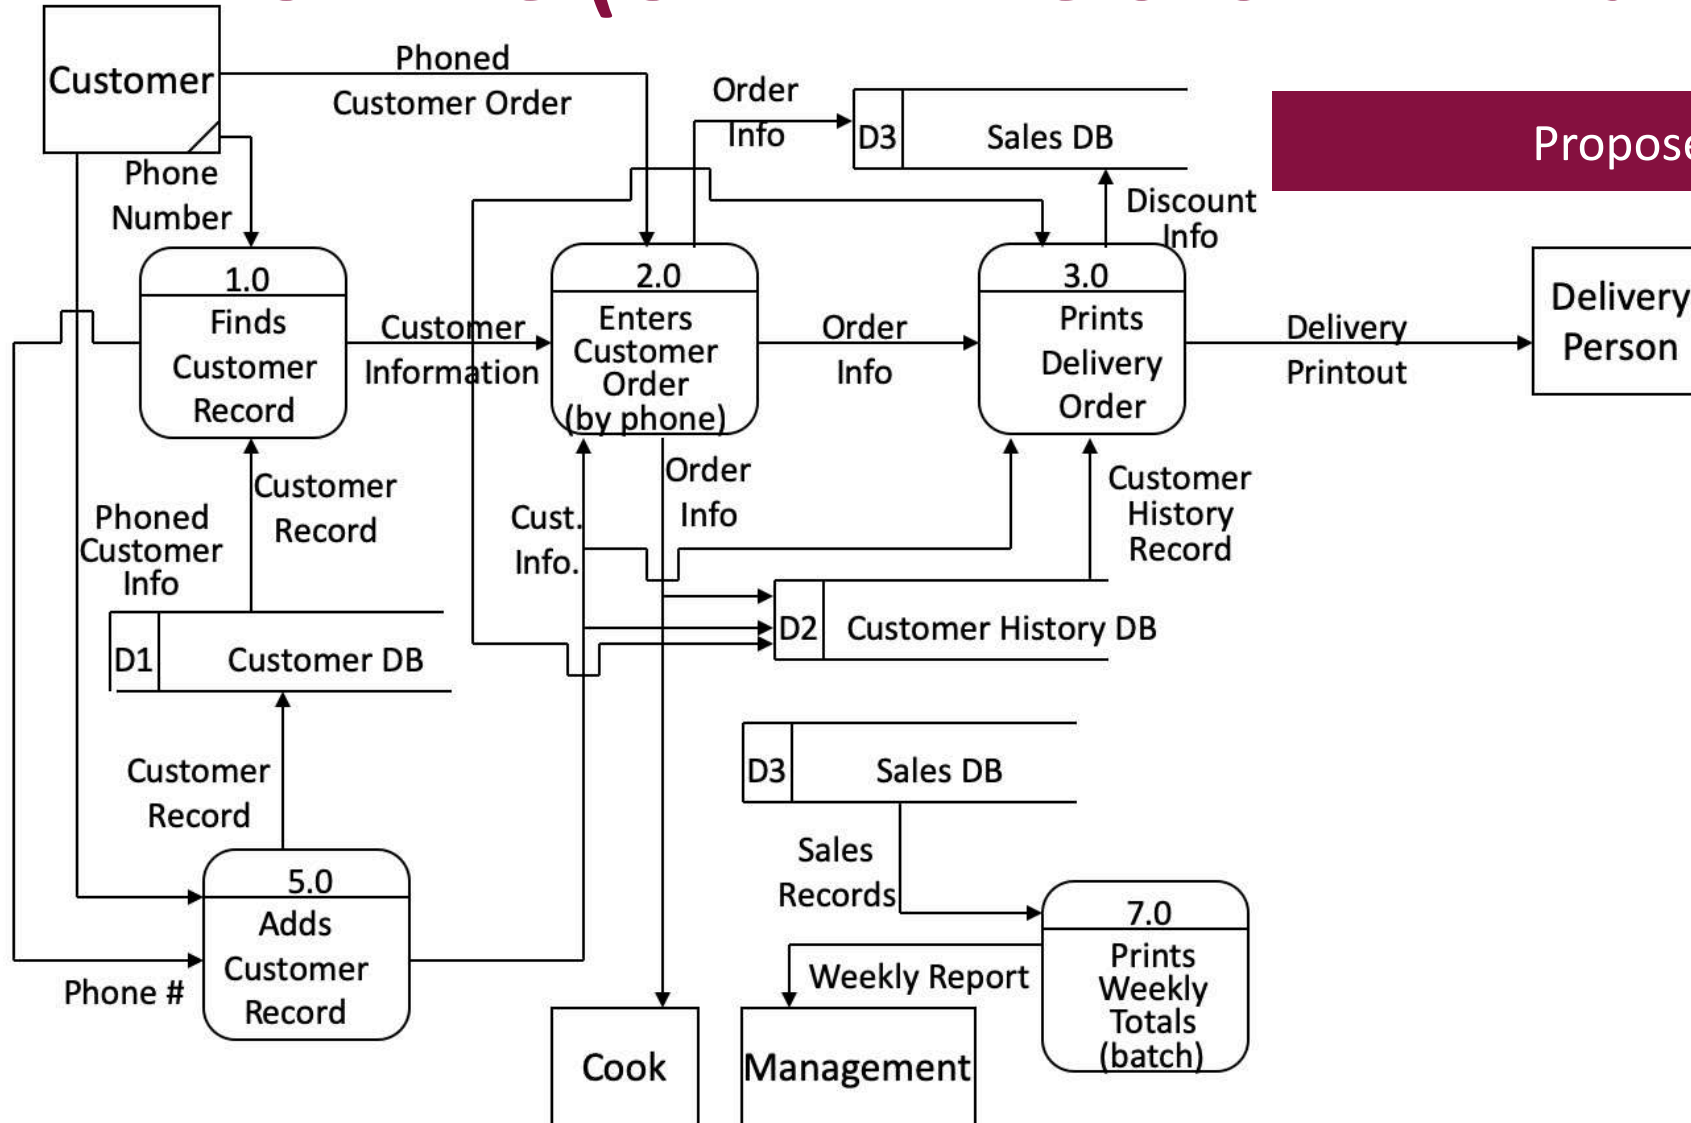 Customer
Phoned
Customer Order
Order
Info
D3
Sales DB
Phone
Number
Discount
Info
1.0
Finds
Customer
Record
Customer
Information
2.0
Enters
Customer
Order
(by phone)
Order
Info
3.0
Prints
Delivery
Order
Delivery
Printout
Delivery
Person
Customer
Record
Phoned
Customer
Info
Cust.
Info.
Order
Info
Customer
History
Record
D1
Customer DB
D2
Customer History DB
D3
Sales DB
Customer
Record
Sales
Records
5.0
Adds
Customer
Record
Phone #
7.0
Prints
Weekly
Totals
(batch)
Weekly Report
Cook
Management